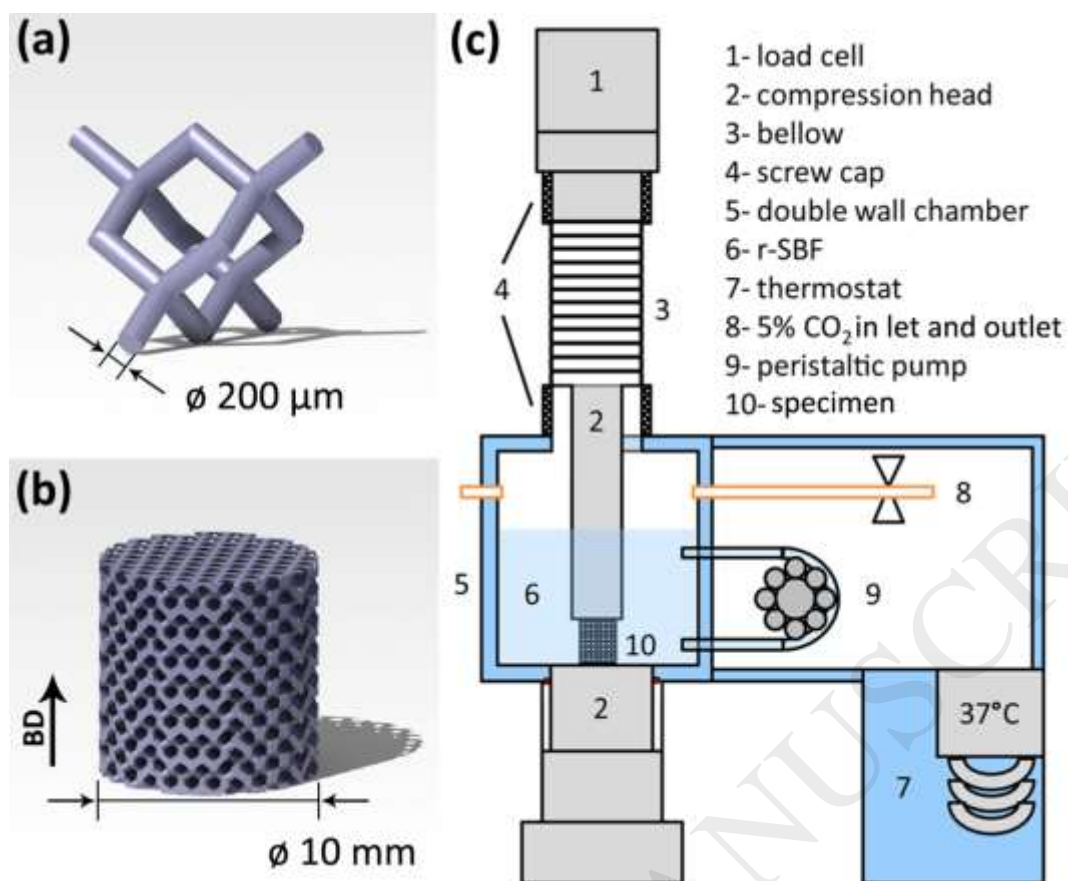 (a)
ø 200 µm
(b)
BD
ø 10 mm
(c)
1- load cell
2- compression head
3- bellow
4- screw cap
5- double wall chamber
6- r-SBF
7- thermostat
8- 5% CO₂ in let and outlet
9- peristaltic pump
10- specimen
1
4
3
2
8
5
6
9
10
2
37°C
7